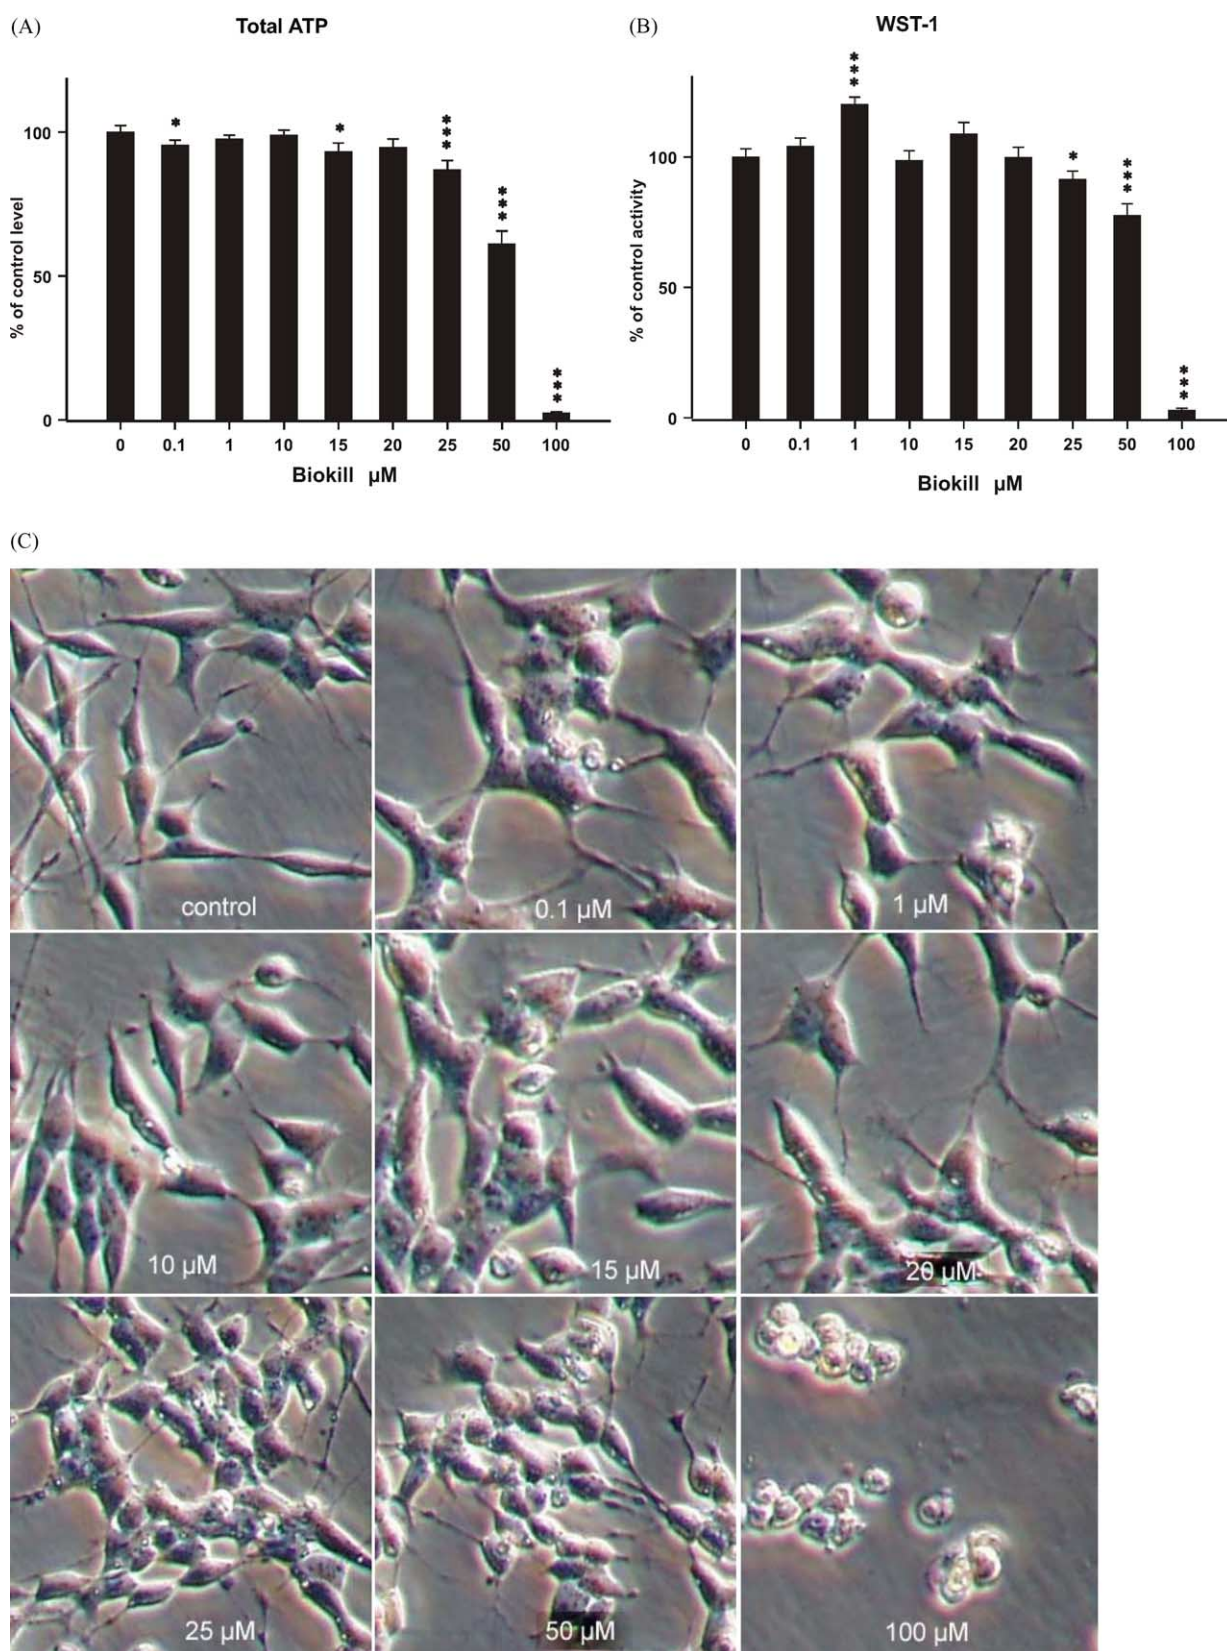 (A)
Total ATP
% of control level
100
50
0
*
*
***
***
***
0 0.1 1 10 15 20 25 50 100
Biokill µM
(B)
WST-1
% of control activity
100
50
0
***
*
***
***
0 0.1 1 10 15 20 25 50 100
Biokill µM
(C)
control
0.1 µM
1 µM
10 µM
15 µM
20 µM
25 µM
50 µM
100 µM